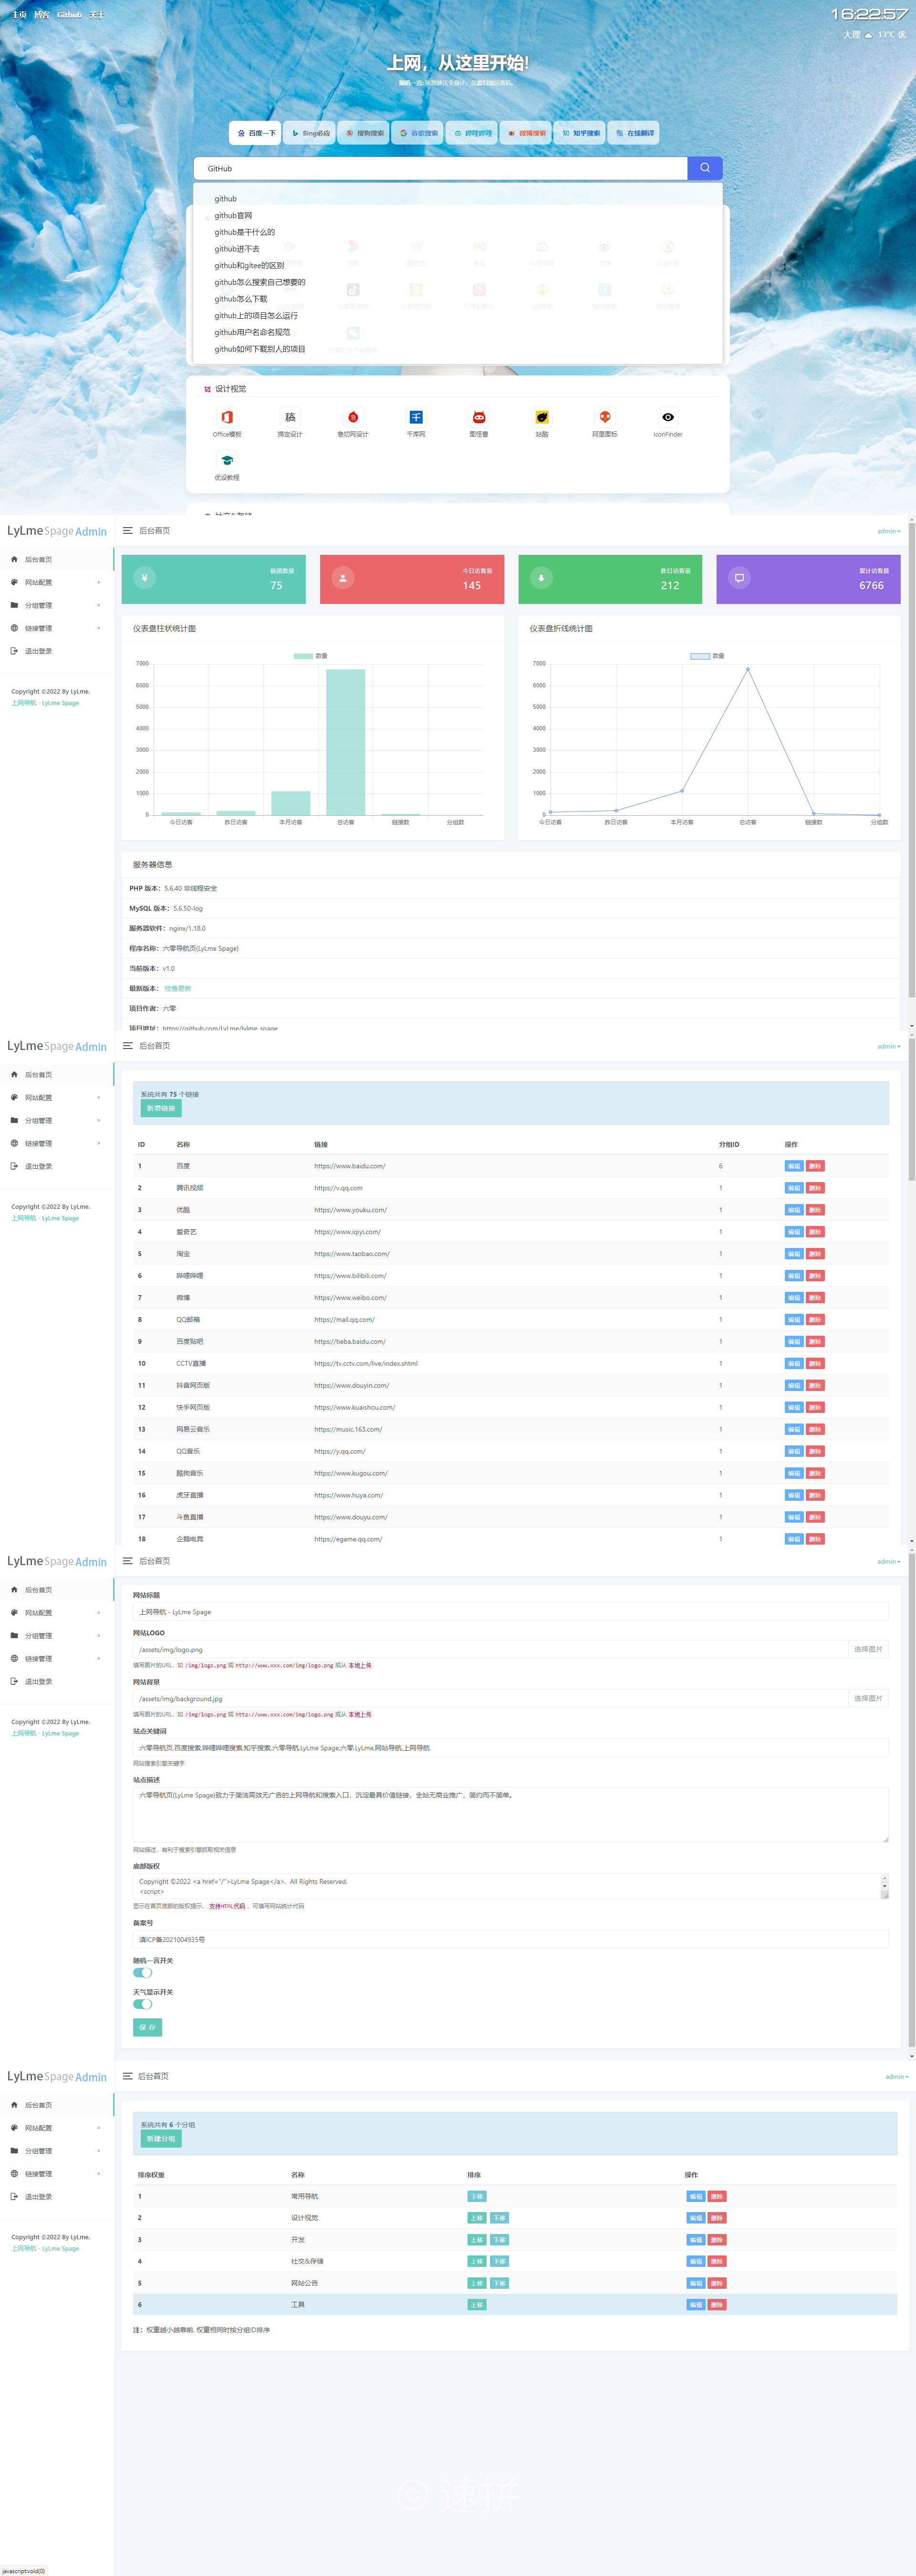 主页 博客 Github 关于
16:22:57
大理 13°C 优
上网，从这里开始!
百度一下 Bing必应 搜狗搜索 谷歌搜索 哔哩哔哩 微博搜索 知乎搜索 在线翻译
GitHub
github
github官网
github是干什么的
github进不去
github和gitee的区别
github怎么搜索自己想要的
github怎么下载
github上的项目怎么运行
github用户名命名规范
github如何下载别人的项目
设计视觉
Office模板 稿定设计 急切网设计 千库网 图怪兽 站酷 阿里图标 IconFinder
优设教程
LyLme Spage Admin
后台首页
admin
后台首页
网站配置
分组管理
链接管理
退出登录
Copyright ©2022 By LyLme.
上网导航 - LyLme Spage
链接数量
75
今日访客量
145
昨日访客量
212
累计访客量
6766
仪表盘柱状统计图
数量
7000
6000
5000
4000
3000
2000
1000
0
今日访客 昨日访客 本月访客 总访客 链接数 分组数
仪表盘折线统计图
数量
7000
6000
5000
4000
3000
2000
1000
0
今日访客 昨日访客 本月访客 总访客 链接数 分组数
服务器信息
PHP 版本：5.6.40 非线程安全
MySQL 版本：5.6.50-log
服务器软件：nginx/1.18.0
程序名称：六零导航页(LyLme Spage)
当前版本：v1.0
最新版本： 检查更新
项目作者：六零
项目地址：https://github.com/LyLme/lylme_spage
LyLme Spage Admin
后台首页
admin
后台首页
网站配置
分组管理
链接管理
退出登录
Copyright ©2022 By LyLme.
上网导航 - LyLme Spage
系统共有 75 个链接
新增链接
ID 名称 链接 分组ID 操作
1 百度 https://www.baidu.com/ 6 编辑 删除
2 腾讯视频 https://v.qq.com 1 编辑 删除
3 优酷 https://www.youku.com/ 1 编辑 删除
4 爱奇艺 https://www.iqiyi.com/ 1 编辑 删除
5 淘宝 https://www.taobao.com/ 1 编辑 删除
6 哔哩哔哩 https://www.bilibili.com/ 1 编辑 删除
7 微博 https://www.weibo.com/ 1 编辑 删除
8 QQ邮箱 https://mail.qq.com/ 1 编辑 删除
9 百度贴吧 https://tieba.baidu.com/ 1 编辑 删除
10 CCTV直播 https://tv.cctv.com/live/index.shtml 1 编辑 删除
11 抖音网页版 https://www.douyin.com/ 1 编辑 删除
12 快手网页版 https://www.kuaishou.com/ 1 编辑 删除
13 网易云音乐 https://music.163.com/ 1 编辑 删除
14 QQ音乐 https://y.qq.com/ 1 编辑 删除
15 酷狗音乐 https://www.kugou.com/ 1 编辑 删除
16 虎牙直播 https://www.huya.com/ 1 编辑 删除
17 斗鱼直播 https://www.douyu.com/ 1 编辑 删除
18 企鹅电竞 https://egame.qq.com/ 1 编辑 删除
LyLme Spage Admin
后台首页
admin
后台首页
网站配置
分组管理
链接管理
退出登录
Copyright ©2022 By LyLme.
上网导航 - LyLme Spage
网站标题
上网导航 - LyLme Spage
网站LOGO
/assets/img/logo.png 选择图片
填写图片的URL，如 /img/logo.png 或 http://www.xxx.com/img/logo.png 或从 本地上传
网站背景
/assets/img/background.jpg 选择图片
填写图片的URL，如 /img/logo.png 或 http://www.xxx.com/img/logo.png 或从 本地上传
站点关键词
六零导航页,百度搜索,哔哩哔哩搜索,知乎搜索,六零导航,LyLme Spage,六零,LyLme,网站导航,上网导航
网站搜索引擎关键字
站点描述
六零导航页(LyLme Spage)致力于简洁高效无广告的上网导航和搜索入口，沉淀最具价值链接，全站无商业推广，简约而不简单。
网站描述，有利于搜索引擎抓取相关信息
底部版权
Copyright ©2022 <a href="/">LyLme Spage</a>. All Rights Reserved.
<script>
显示在首页底部的版权提示， 支持HTML代码 ，可填写网站统计代码
备案号
滇ICP备2021004935号
随机一言开关
天气显示开关
保 存
LyLme Spage Admin
后台首页
admin
后台首页
网站配置
分组管理
链接管理
退出登录
Copyright ©2022 By LyLme.
上网导航 - LyLme Spage
系统共有 6 个分组
新建分组
排序权重 名称 排序 操作
1 常用导航 下移 编辑 删除
2 设计视觉 上移 下移 编辑 删除
3 开发 上移 下移 编辑 删除
4 社交&存储 上移 下移 编辑 删除
5 网站公告 上移 下移 编辑 删除
6 工具 上移 编辑 删除
注：权重越小越靠前, 权重相同时按分组ID排序
© 速拼
javascript:void(0)